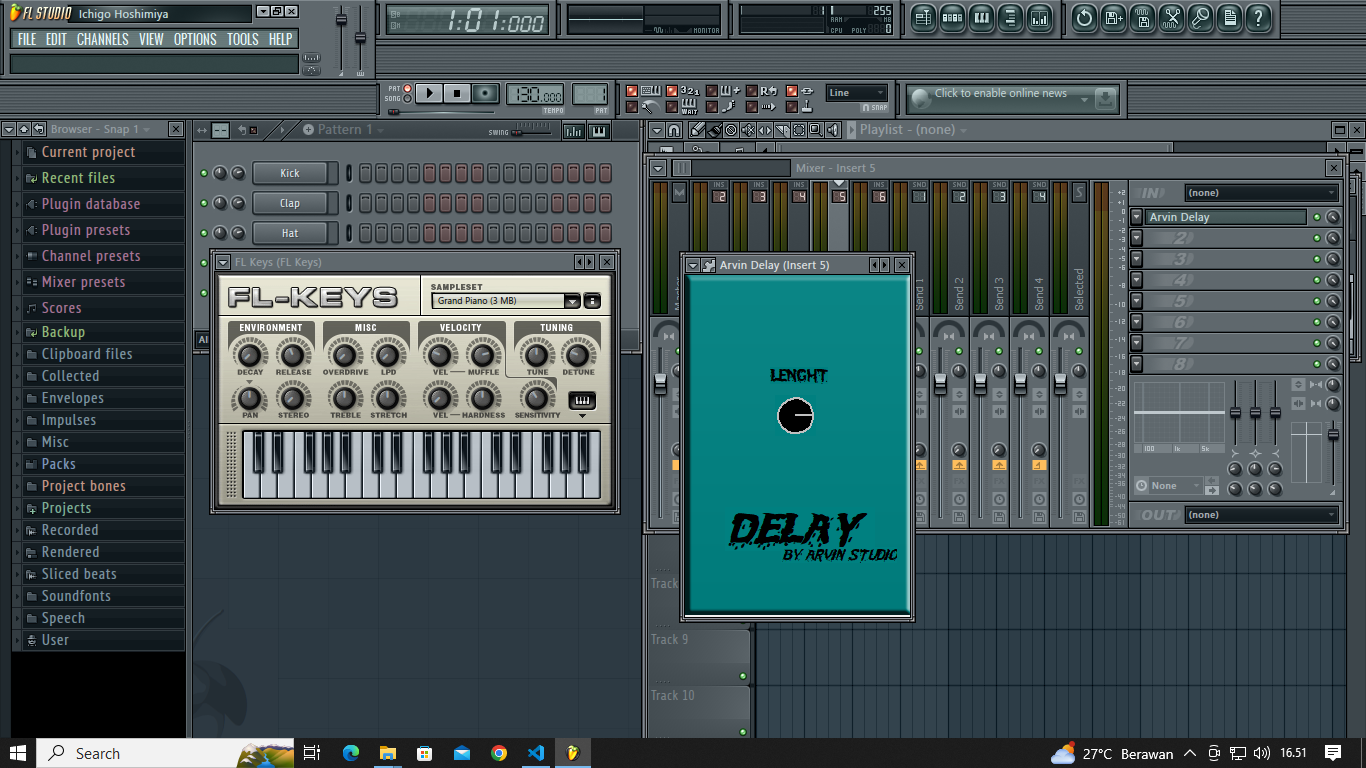 FL STUDIO
Ichigo Hoshimiya
FILE EDIT CHANNELS VIEW OPTIONS TOOLS HELP
1:01:000
MONITOR
11 255
RAM MB
CPU POLY 0
PAT
SONG
130.000
TEMPO
PAT
321
WAIT
Line
SNAP
Click to enable online news
Browser - Snap 1
Current project
Recent files
Plugin database
Plugin presets
Channel presets
Mixer presets
Scores
Backup
Clipboard files
Collected
Envelopes
Impulses
Misc
Packs
Project bones
Projects
Recorded
Rendered
Sliced beats
Soundfonts
Speech
User
Pattern 1
SWING
Kick
Clap
Hat
FL Keys (FL Keys)
FL-KEYS
SAMPLESET
Grand Piano (3 MB)
ENVIRONMENT MISC VELOCITY TUNING
DECAY RELEASE OVERDRIVE LPD VEL MUFFLE TUNE DETUNE
PAN STEREO TREBLE STRETCH VEL HARDNESS SENSITIVITY
Playlist - (none)
Mixer - Insert 5
INS INS INS INS INS SND SND SND SND
2 3 4 5 6 1 2 3 4 S
Send 2
Send 3
Send 4
Selected
IN (none)
Arvin Delay
2
3
4
5
6
7
8
100 1k 5k
None
OUT (none)
Arvin Delay (Insert 5)
LENGHT
DELAY
BY ARVIN STUDIO
Track 9
Track 10
Search
27°C Berawan
16.51